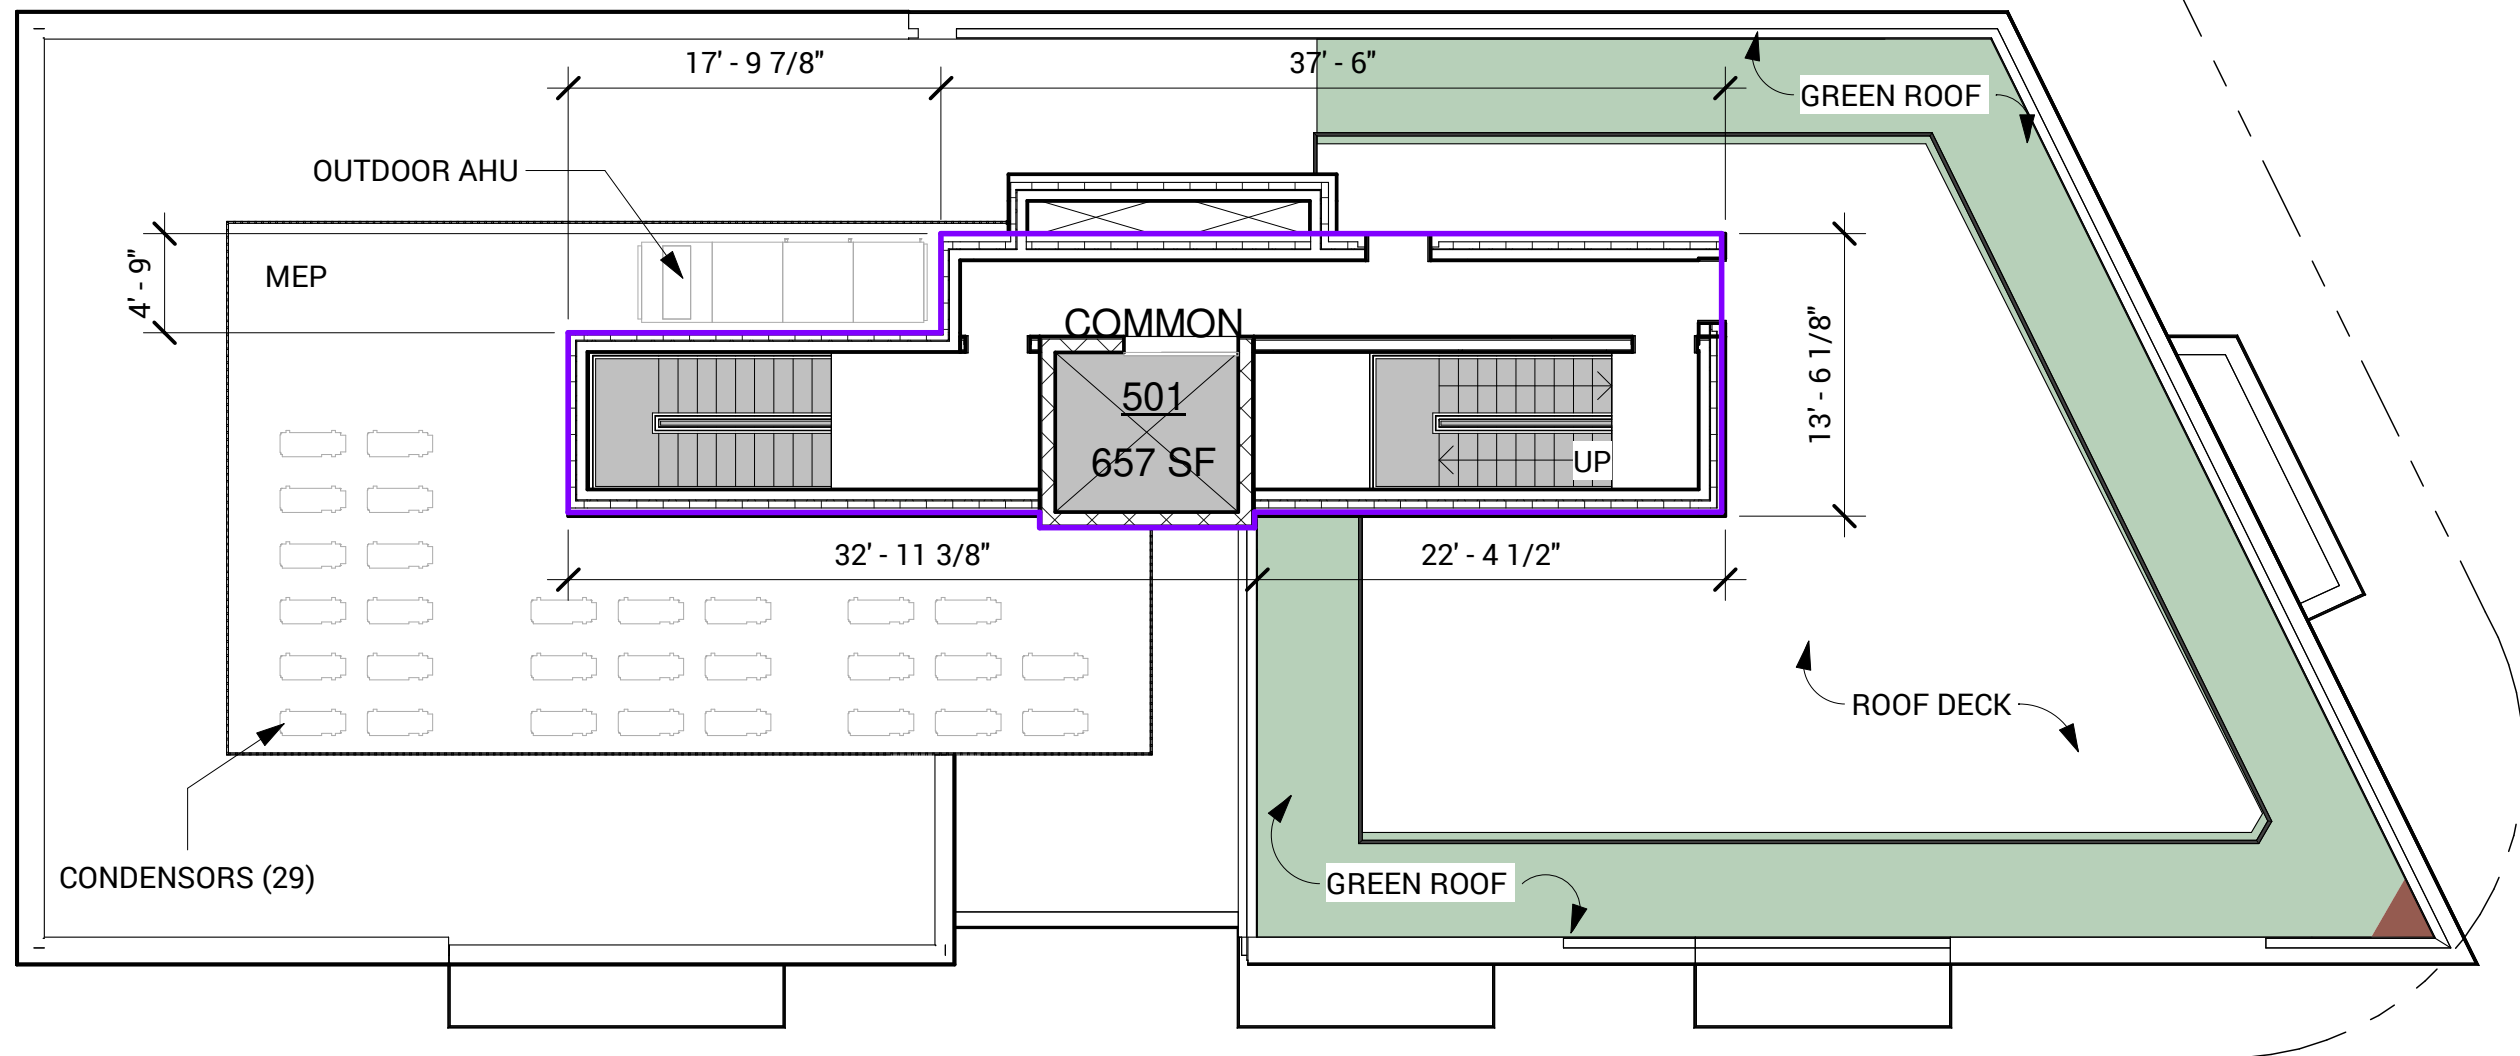 17' - 9 7/8"
37' - 6"
GREEN ROOF
OUTDOOR AHU
4' - 9"
MEP
COMMON
13' - 6 1/8"
501
657 SF
UP
32' - 11 3/8"
22' - 4 1/2"
ROOF DECK
CONDENSORS (29)
GREEN ROOF